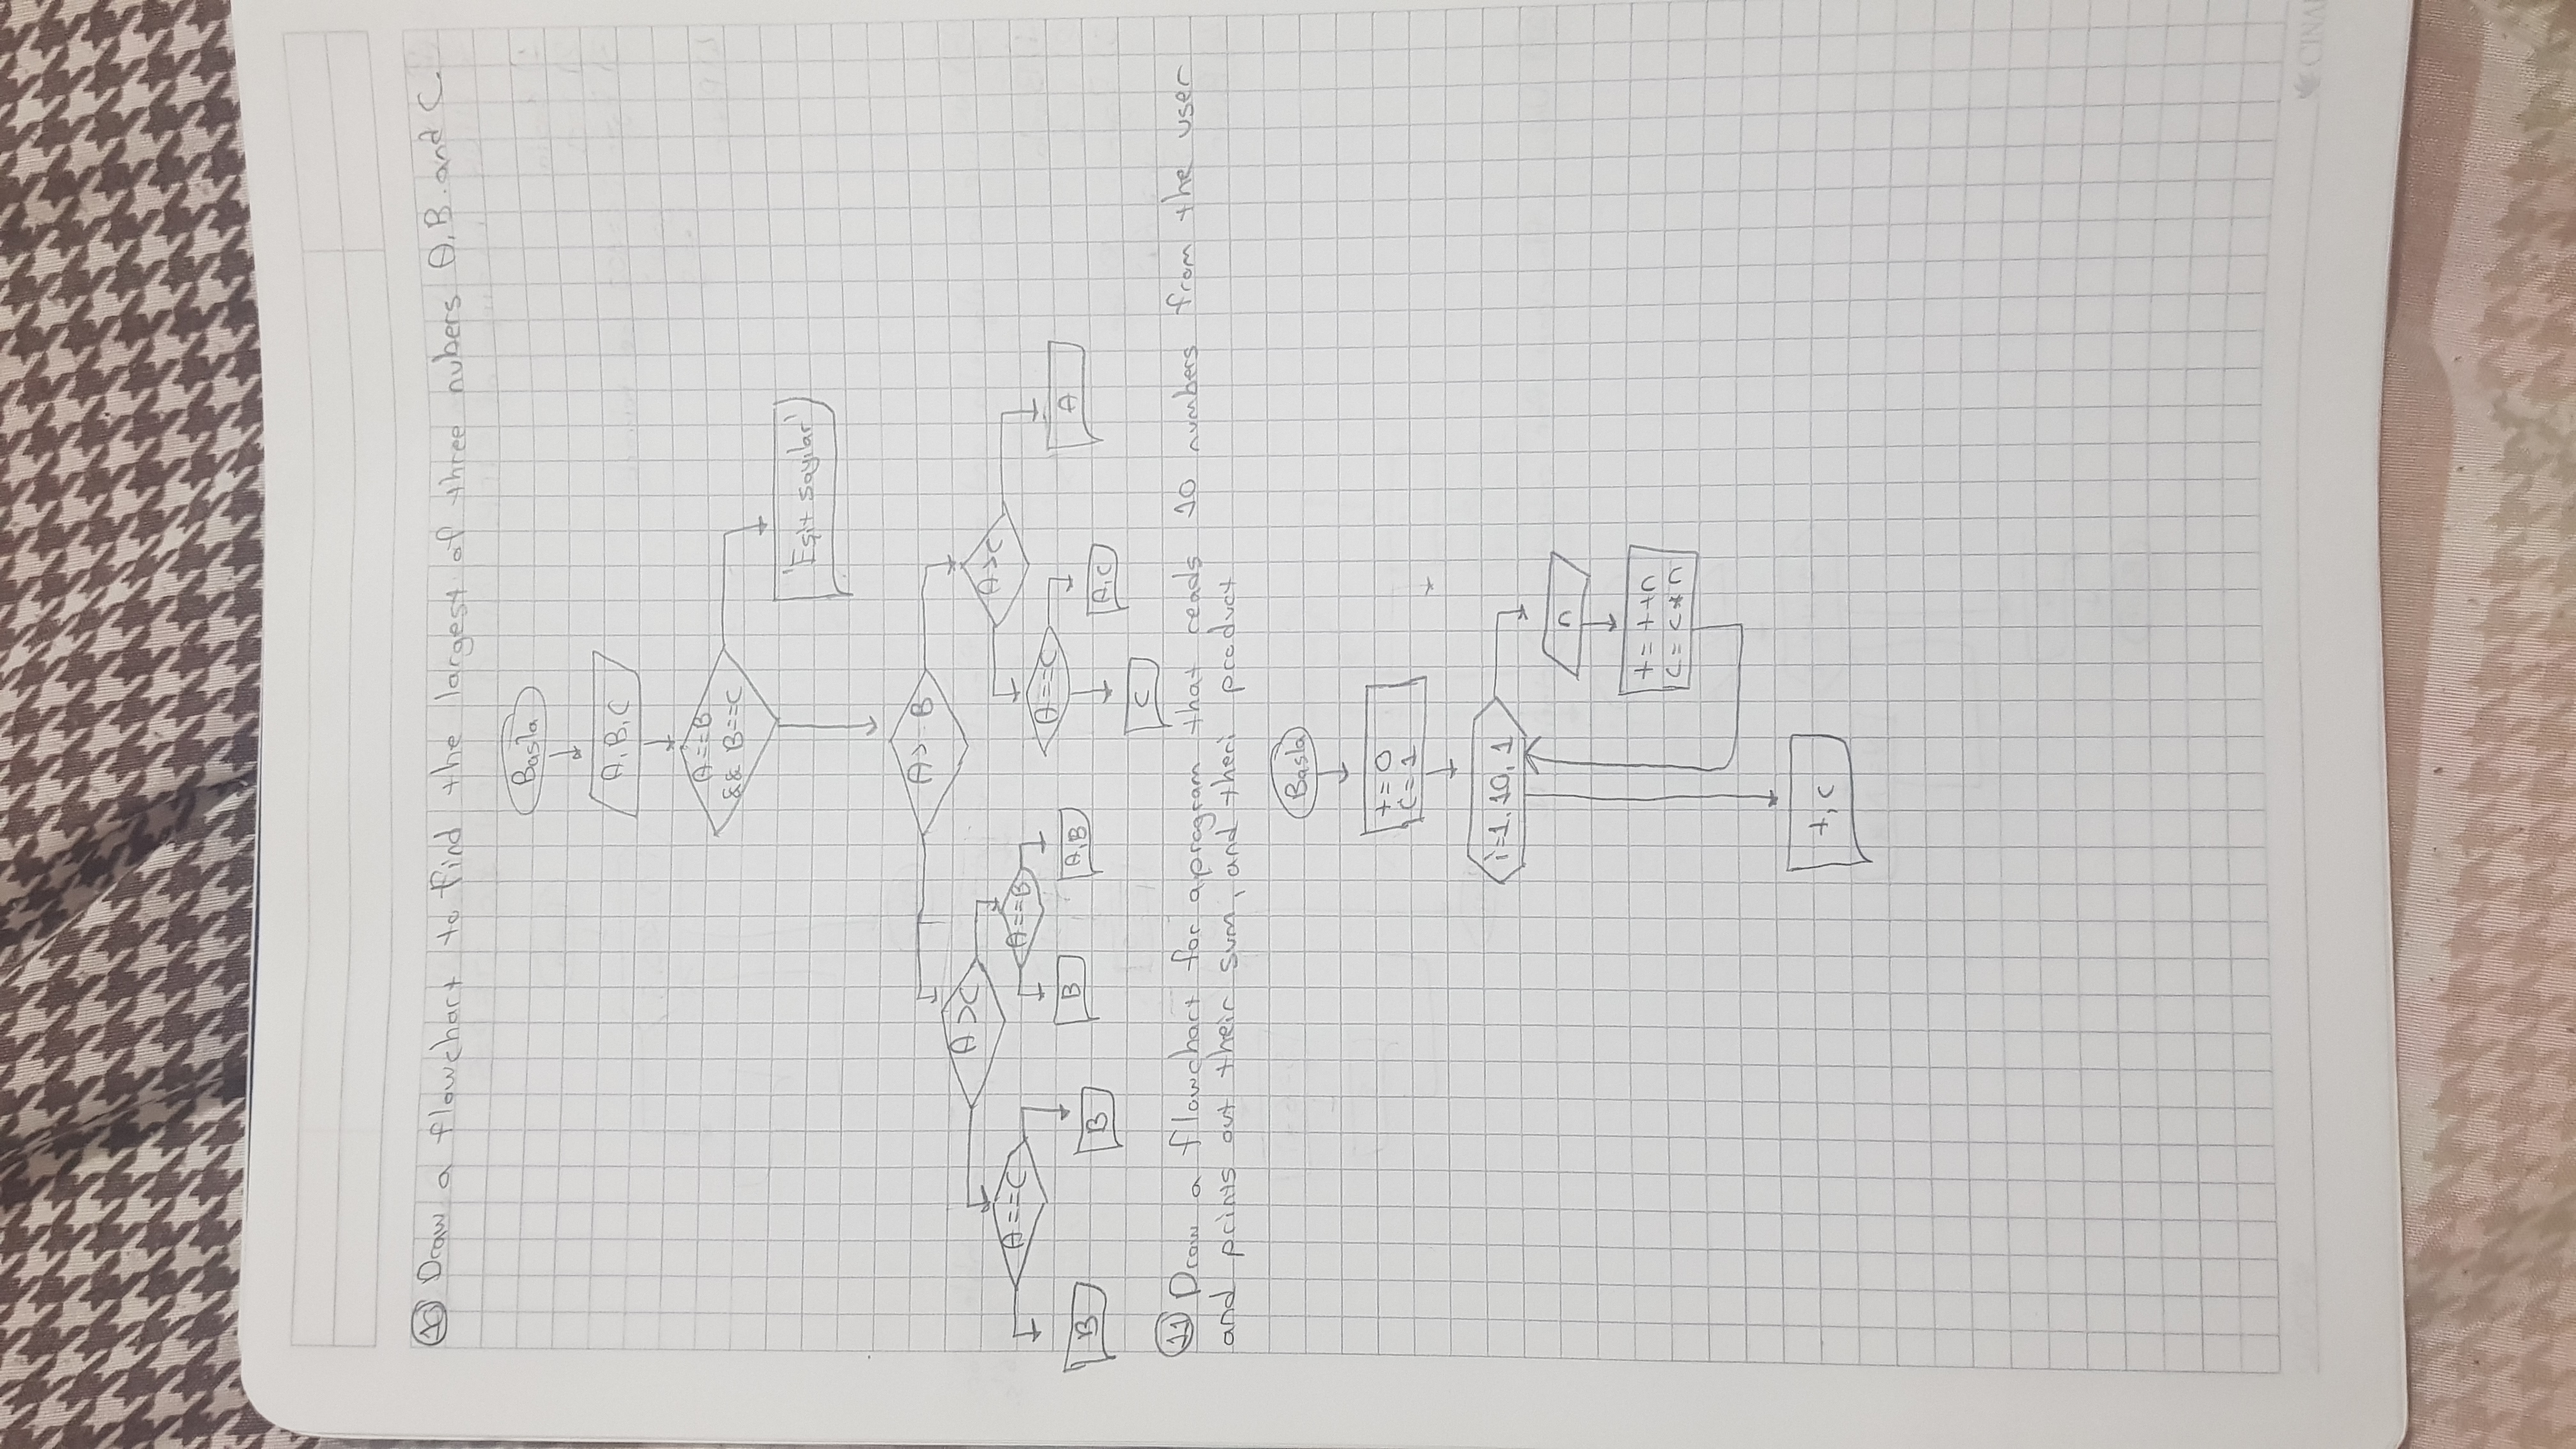 10 Draw a flowchart to find the largest of three nubers A, B. and C.
Basla
A, B, C
A==B
&& B==C
'Eşit sayılar'
A > B
A > C
A > C
A==C
A==B
A==C
B
B
B
A,B
A
A,C
C
11 Draw a flowchart for a program that reads 10 numbers from the user
and prints out their sum, and theri product
Basla
t=0
c=1
i=1, 10, 1
n
t=t+n
c=c*n
t, c